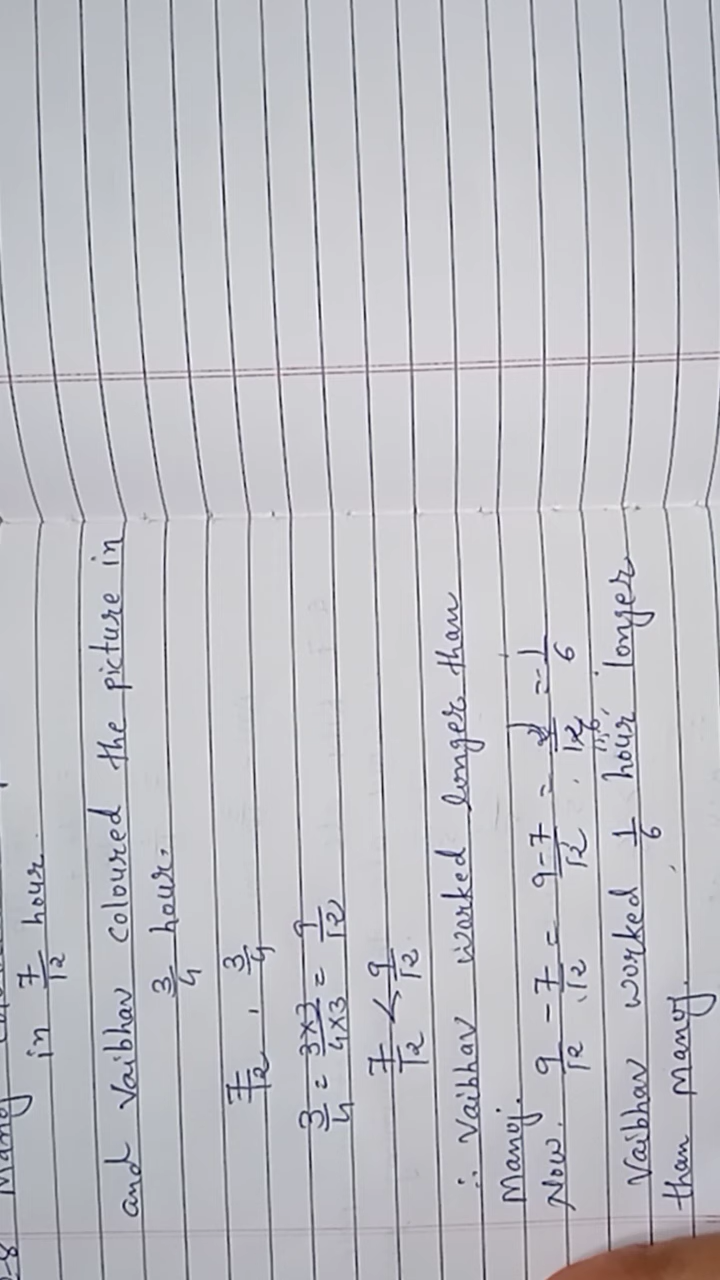 8 Manoj
in 7/12 hour.
and Vaibhav coloured the picture in
3/4 hour.
7/12 , 3/4
3/4 = 3×3/4×3 = 9/12
7/12 < 9/12
∴ Vaibhav worked longer than
Manoj.
Now. 9/12 - 7/12 = 9-7/12 = 2/12 = 1/6
Vaibhav worked 1/6 hour longer
than Manoj.